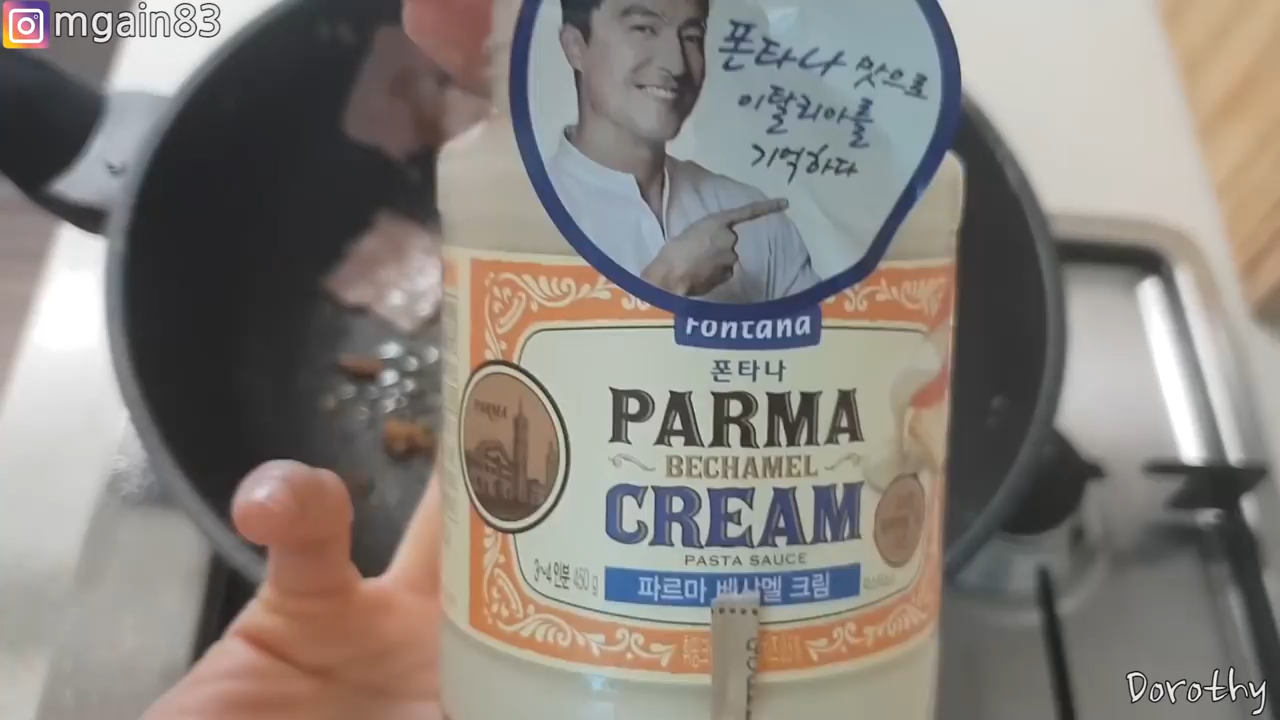 mgain83
폰타나 맛으로
이탈리아를
기억하다
Fontana
폰타나
PARMA
PARMA
BECHAMEL
CREAM
PASTA SAUCE
3~4 인분 450 g
파르마 베샤멜 크림
Dorothy